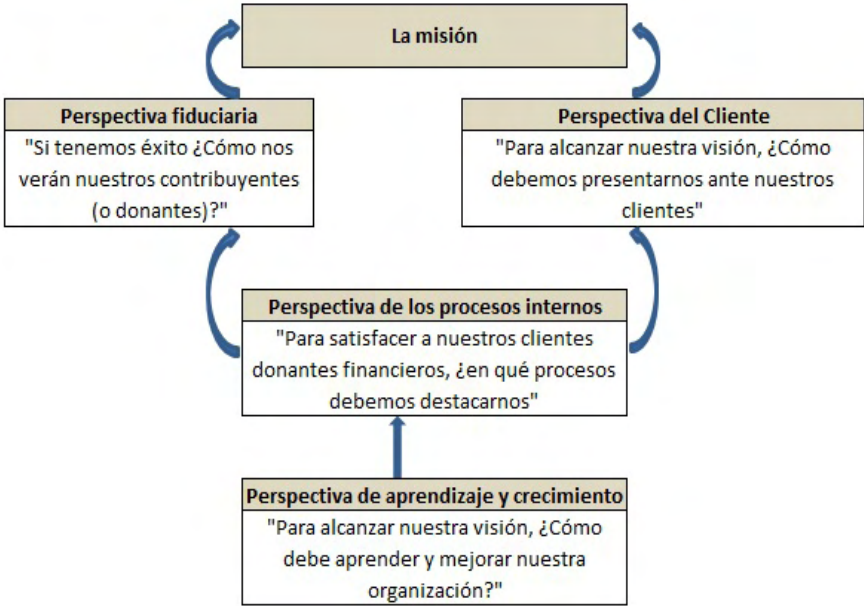 La misión
Perspectiva fiduciaria
"Si tenemos éxito ¿Cómo nos
verán nuestros contribuyentes
(o donantes)?"
Perspectiva del Cliente
"Para alcanzar nuestra visión, ¿Cómo
debemos presentarnos ante nuestros
clientes"
Perspectiva de los procesos internos
"Para satisfacer a nuestros clientes
donantes financieros, ¿en qué procesos
debemos destacarnos"
Perspectiva de aprendizaje y crecimiento
"Para alcanzar nuestra visión, ¿Cómo
debe aprender y mejorar nuestra
organización?"